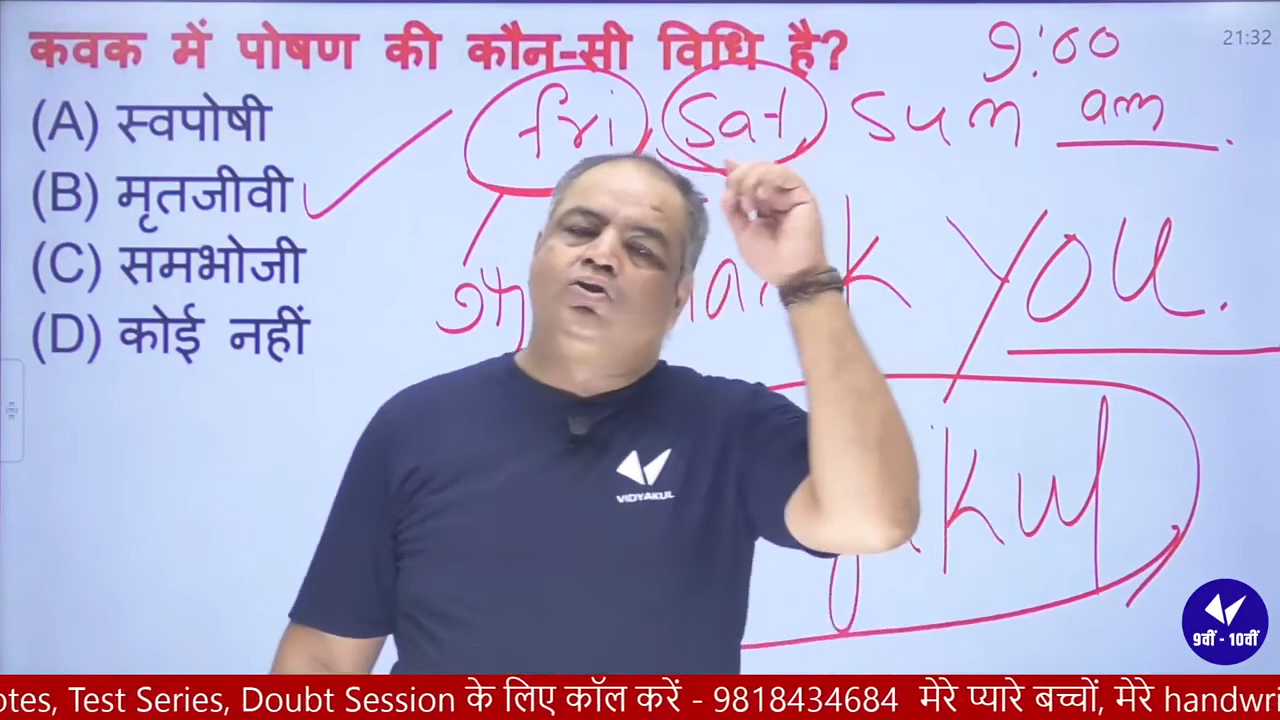 कवक में पोषण की कौन-सी विधि है?
9:00
21:32
(A) स्वपोषी
fri sat sun am
(B) मृतजीवी
(C) समभोजी
you.
(D) कोई नहीं
VIDYAKUL
9वीं - 10वीं
otes, Test Series, Doubt Session के लिए कॉल करें - 9818434684 मेरे प्यारे बच्चों, मेरे handwri